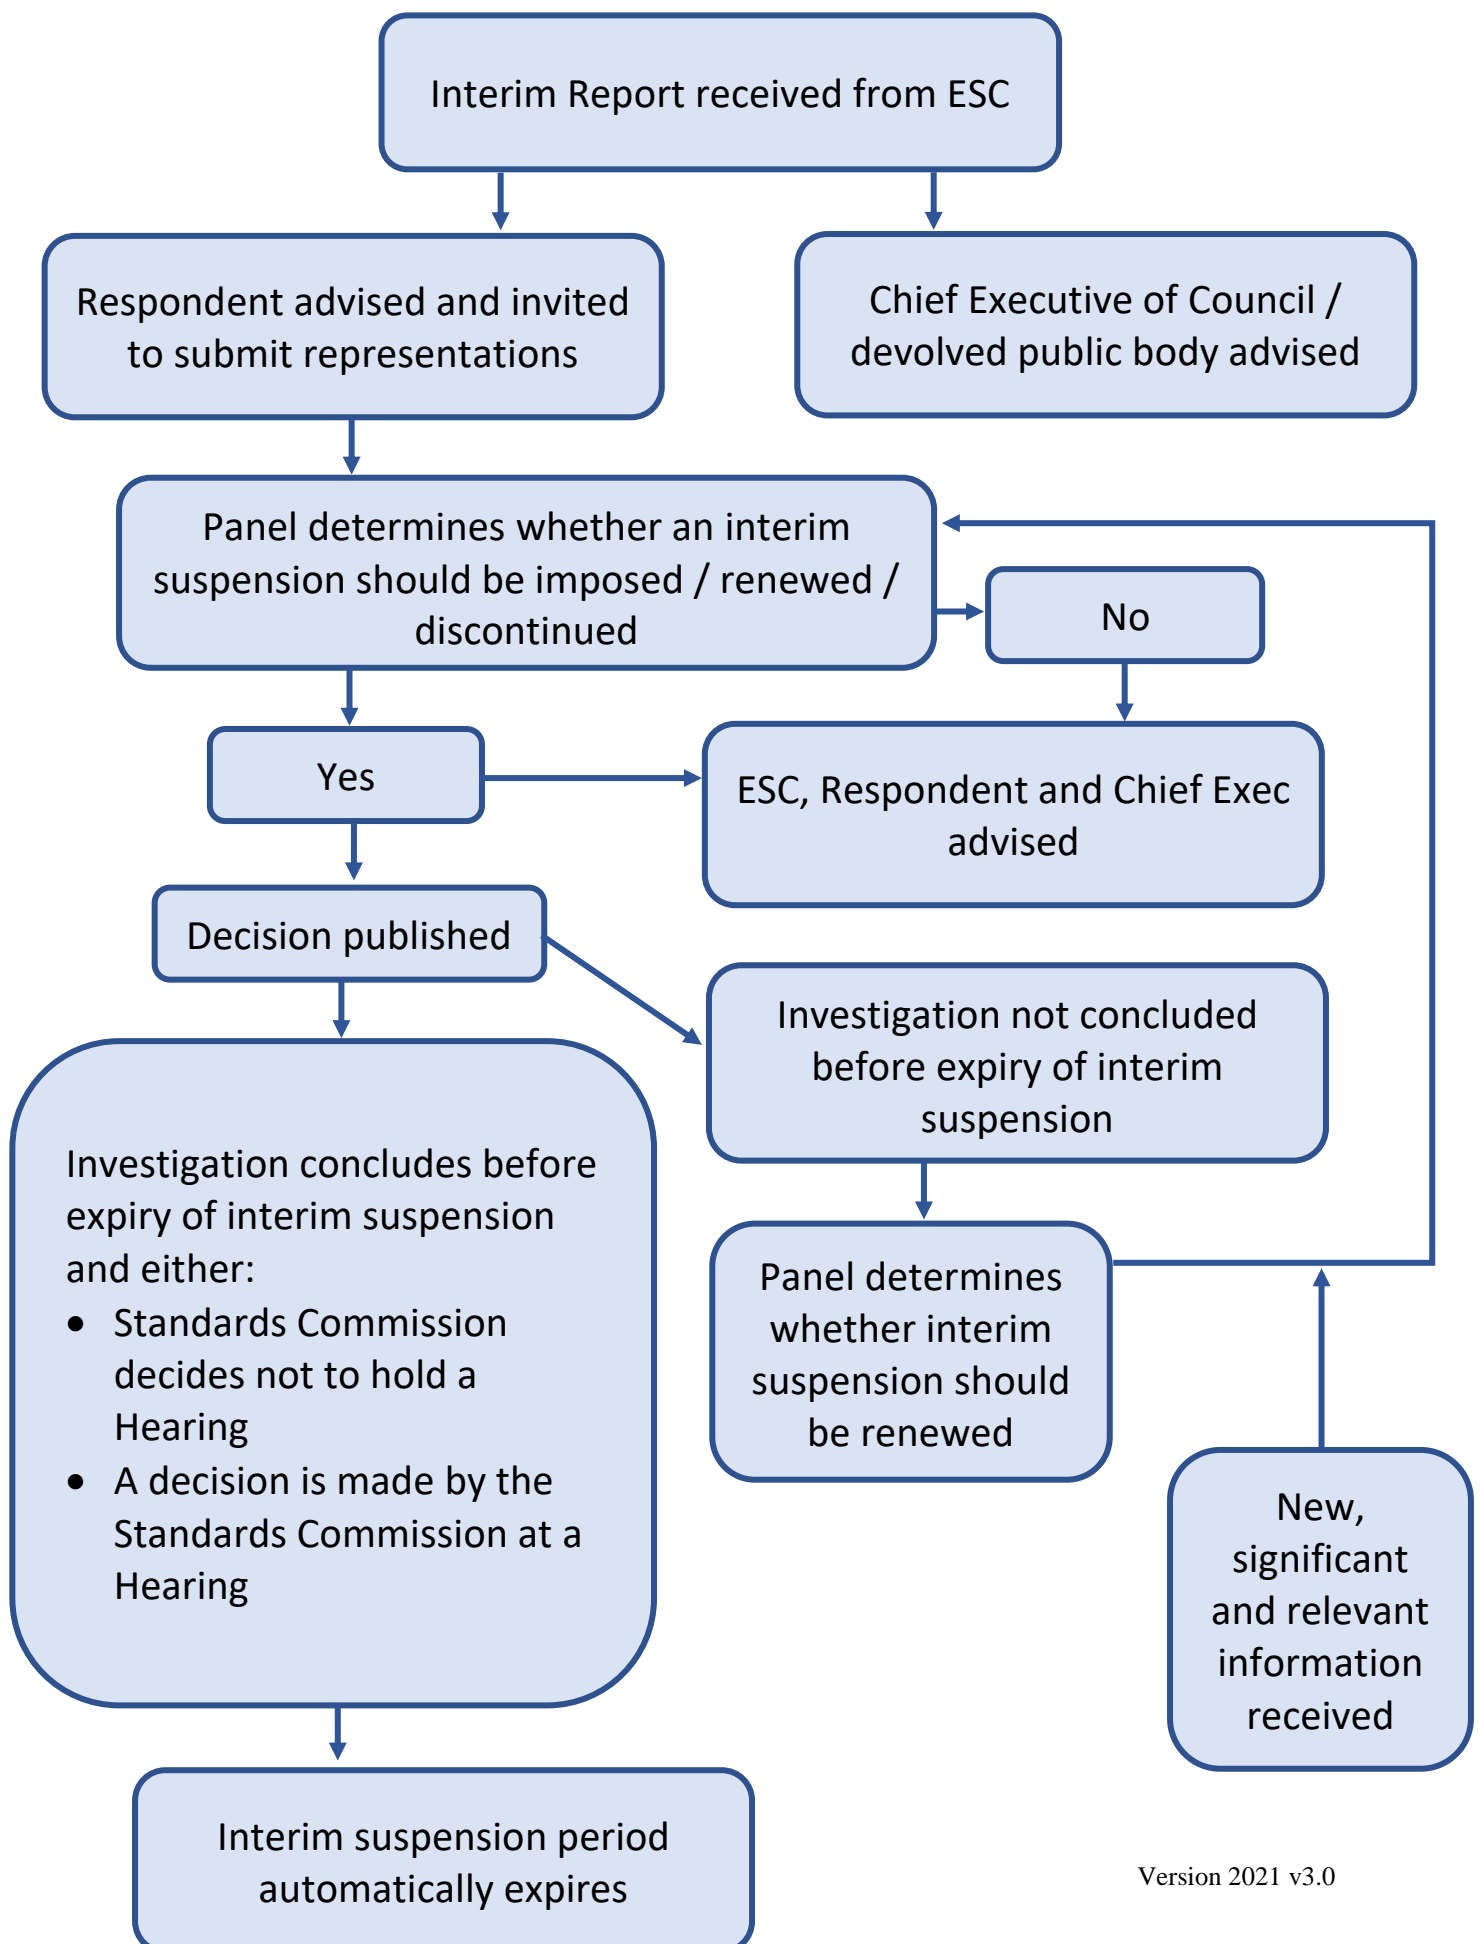 Interim Report received from ESC
Respondent advised and invited
to submit representations
Chief Executive of Council /
devolved public body advised
Panel determines whether an interim
suspension should be imposed / renewed /
discontinued
No
Yes
ESC, Respondent and Chief Exec
advised
Decision published
Investigation not concluded
before expiry of interim
suspension
Investigation concludes before
expiry of interim suspension
and either:
• Standards Commission
decides not to hold a
Hearing
• A decision is made by the
Standards Commission at a
Hearing
Panel determines
whether interim
suspension should
be renewed
New,
significant
and relevant
information
received
Interim suspension period
automatically expires
Version 2021 v3.0